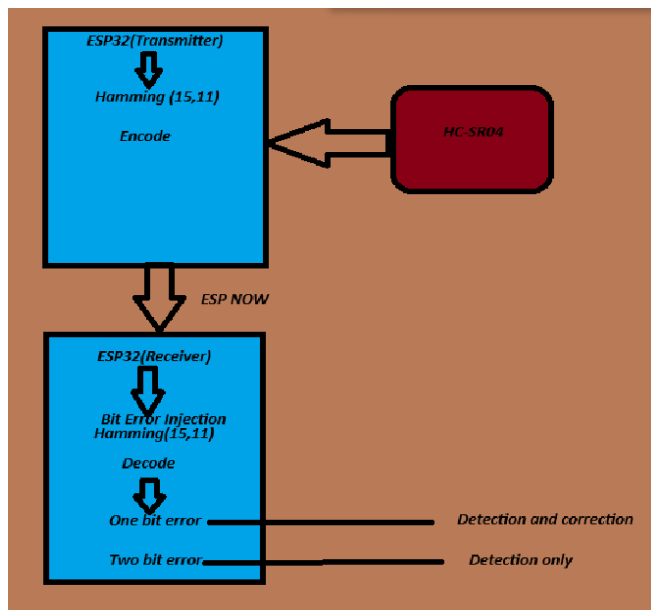 ESP32(Transmitter)
Hamming (15,11)
Encode
HC-SR04
ESP NOW
ESP32(Receiver)
Bit Error Injection
Hamming(15,11)
Decode
One bit error
Detection and correction
Two bit error
Detection only